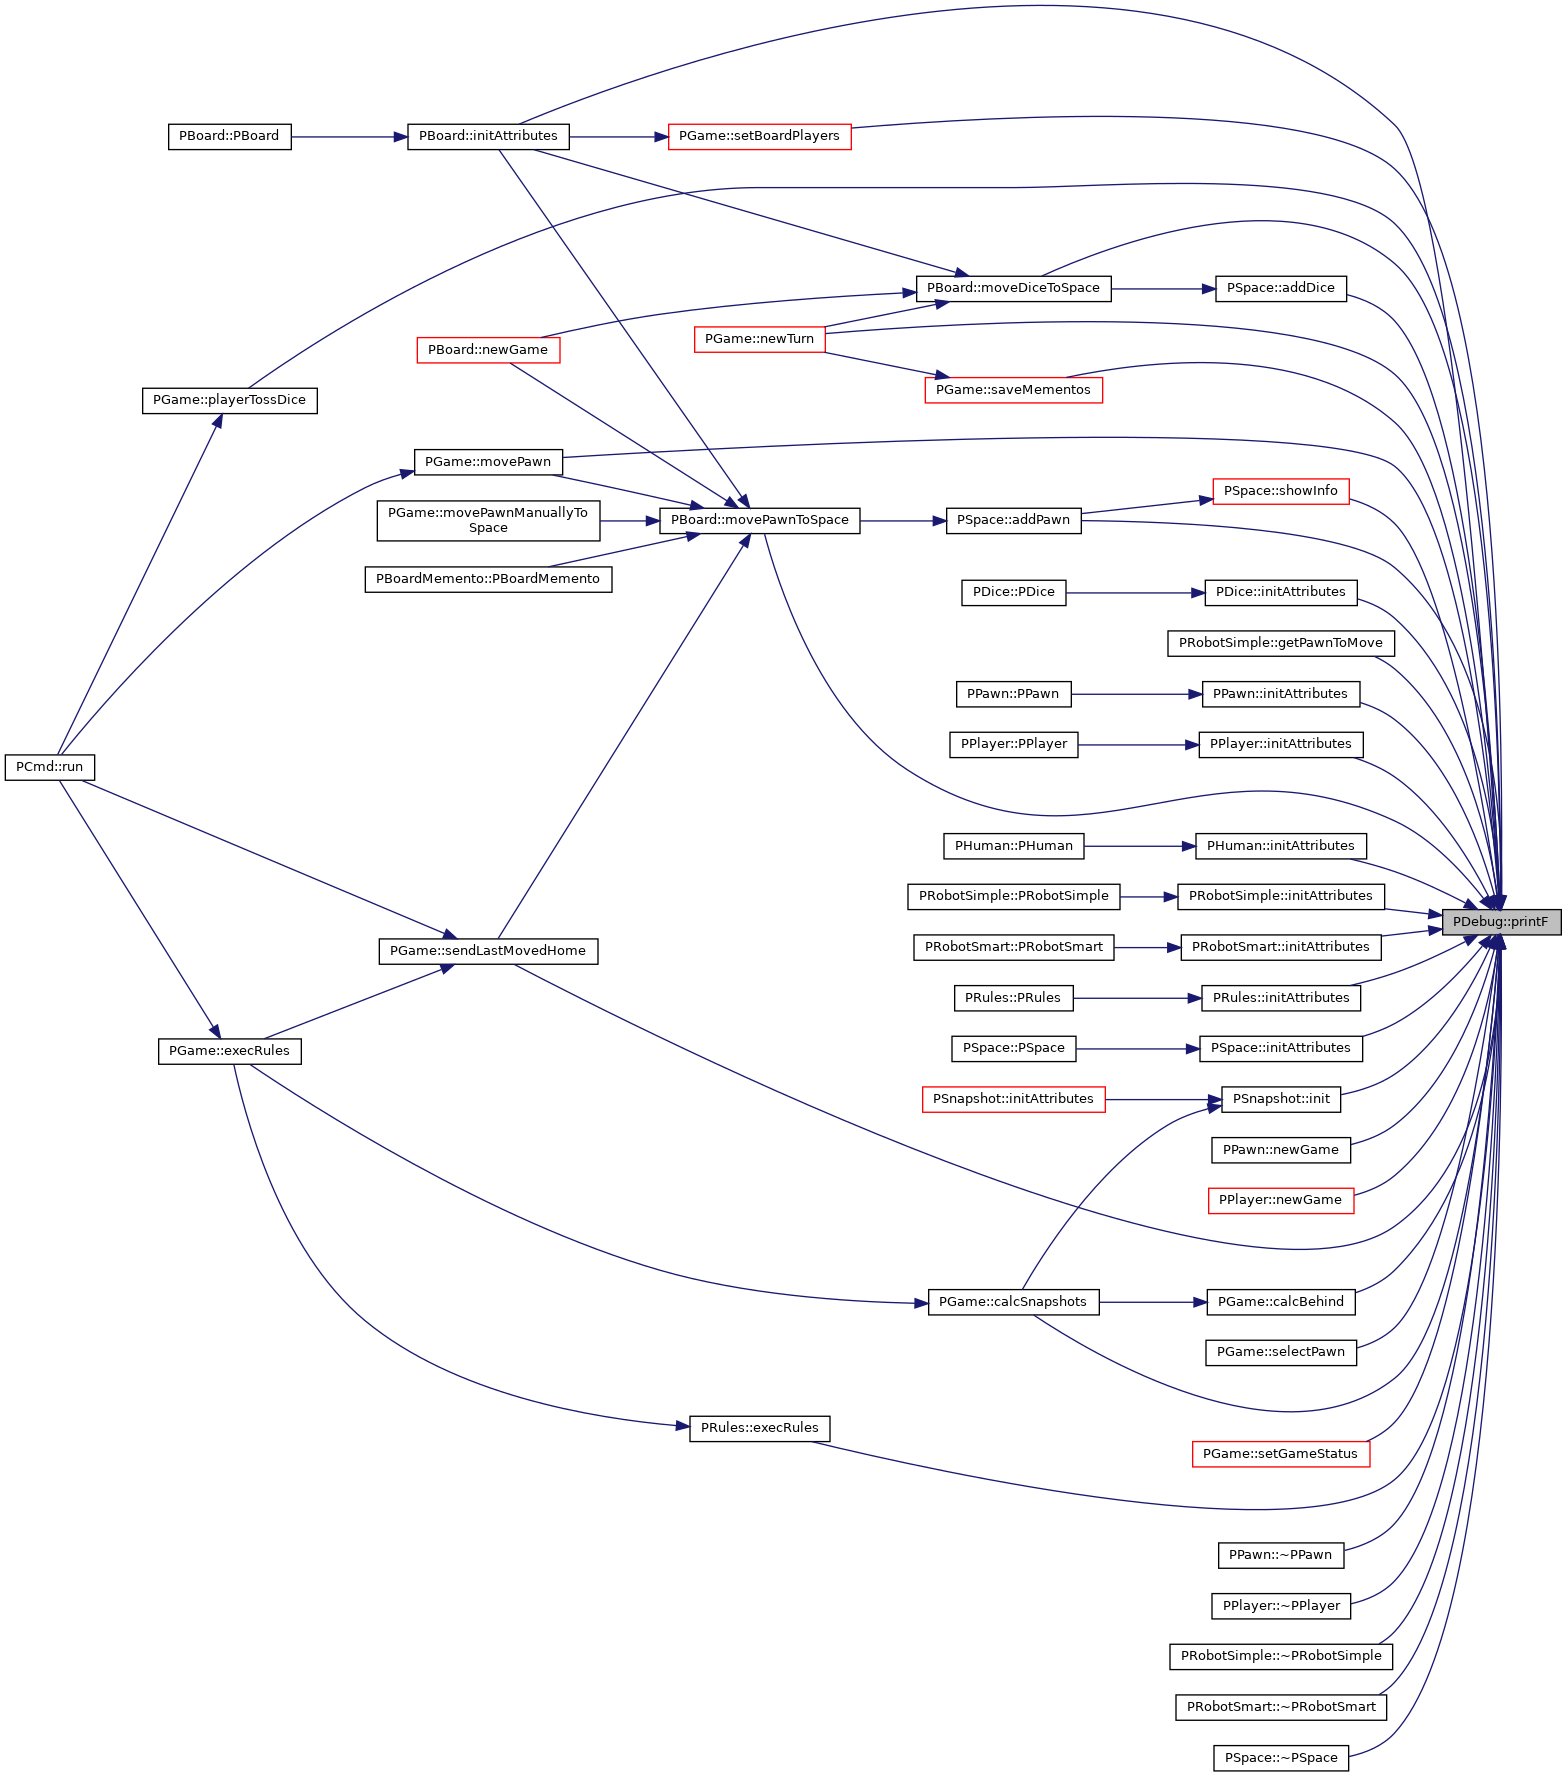 PBoard::PBoard
PBoard::initAttributes
PGame::setBoardPlayers
PBoard::moveDiceToSpace
PSpace::addDice
PBoard::newGame
PGame::newTurn
PGame::saveMementos
PGame::playerTossDice
PGame::movePawn
PSpace::showInfo
PGame::movePawnManuallyTo
Space
PBoard::movePawnToSpace
PSpace::addPawn
PBoardMemento::PBoardMemento
PDice::PDice
PDice::initAttributes
PRobotSimple::getPawnToMove
PPawn::PPawn
PPawn::initAttributes
PPlayer::PPlayer
PPlayer::initAttributes
PCmd::run
PHuman::PHuman
PHuman::initAttributes
PRobotSimple::PRobotSimple
PRobotSimple::initAttributes
PDebug::printF
PGame::sendLastMovedHome
PRobotSmart::PRobotSmart
PRobotSmart::initAttributes
PRules::PRules
PRules::initAttributes
PGame::execRules
PSpace::PSpace
PSpace::initAttributes
PSnapshot::initAttributes
PSnapshot::init
PPawn::newGame
PPlayer::newGame
PGame::calcSnapshots
PGame::calcBehind
PGame::selectPawn
PRules::execRules
PGame::setGameStatus
PPawn::~PPawn
PPlayer::~PPlayer
PRobotSimple::~PRobotSimple
PRobotSmart::~PRobotSmart
PSpace::~PSpace